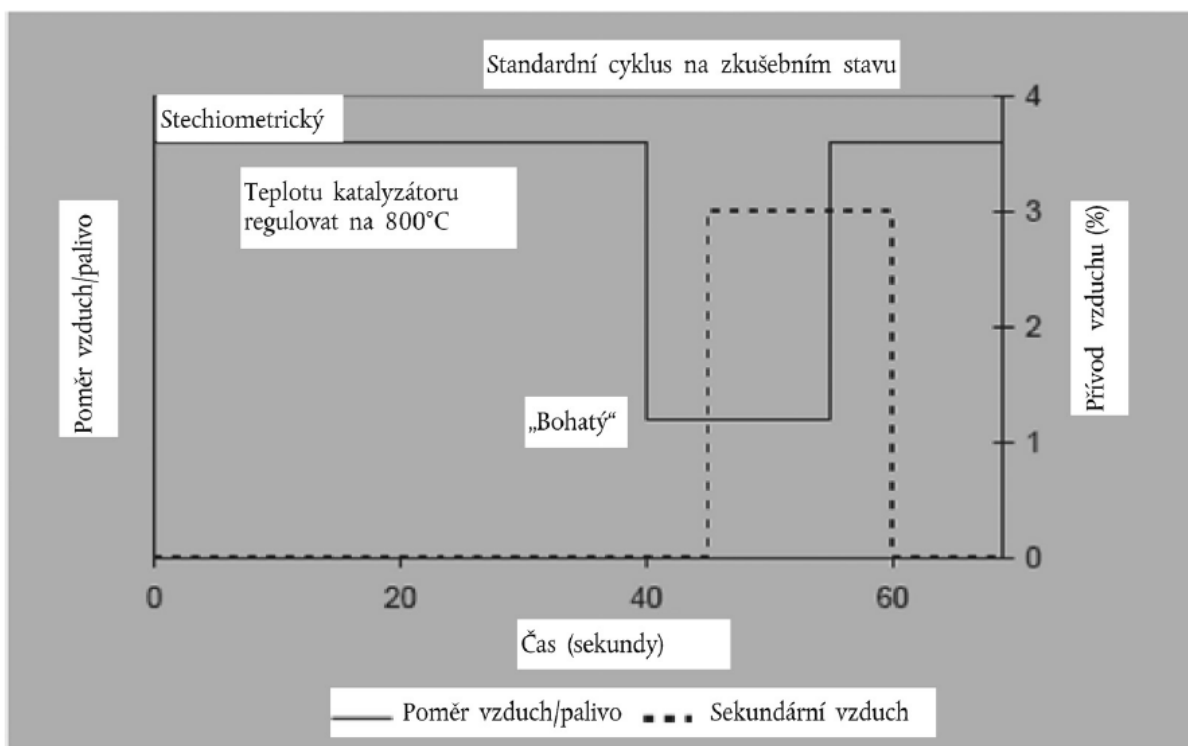 Standardní cyklus na zkušebním stavu
Stechiometrický
Teplotu katalyzátoru
regulovat na 800°C
„Bohatý“
Poměr vzduch/palivo
Přívod vzduchu (%)
4
3
2
1
0
0
20
40
60
Čas (sekundy)
Poměr vzduch/palivo
Sekundární vzduch